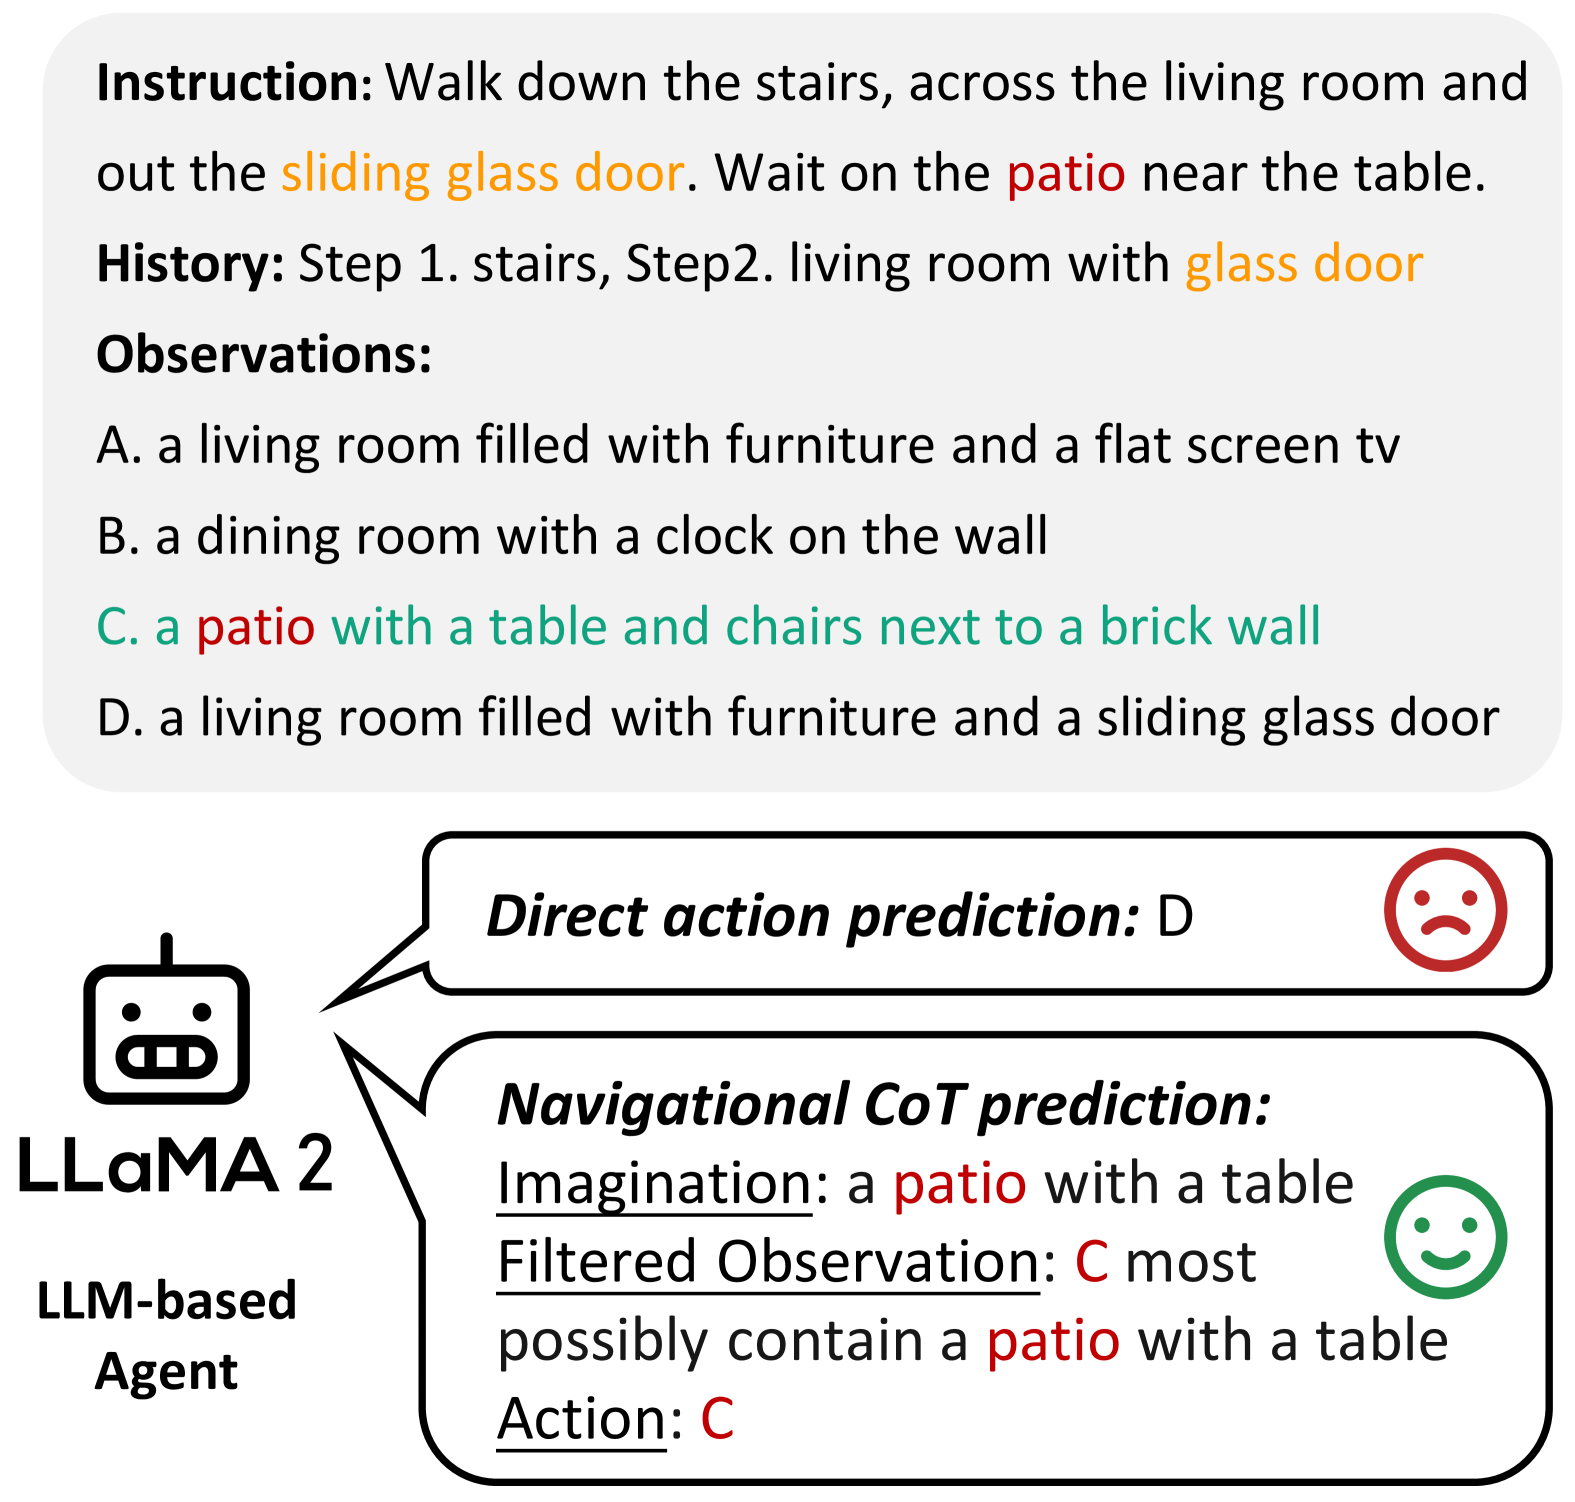 Instruction: Walk down the stairs, across the living room and
out the sliding glass door. Wait on the patio near the table.
History: Step 1. stairs, Step2. living room with glass door
Observations:
A. a living room filled with furniture and a flat screen tv
B. a dining room with a clock on the wall
C. a patio with a table and chairs next to a brick wall
D. a living room filled with furniture and a sliding glass door
Direct action prediction: D
LLaMA 2
LLM-based
Agent
Navigational CoT prediction:
Imagination: a patio with a table
Filtered Observation: C most
possibly contain a patio with a table
Action: C